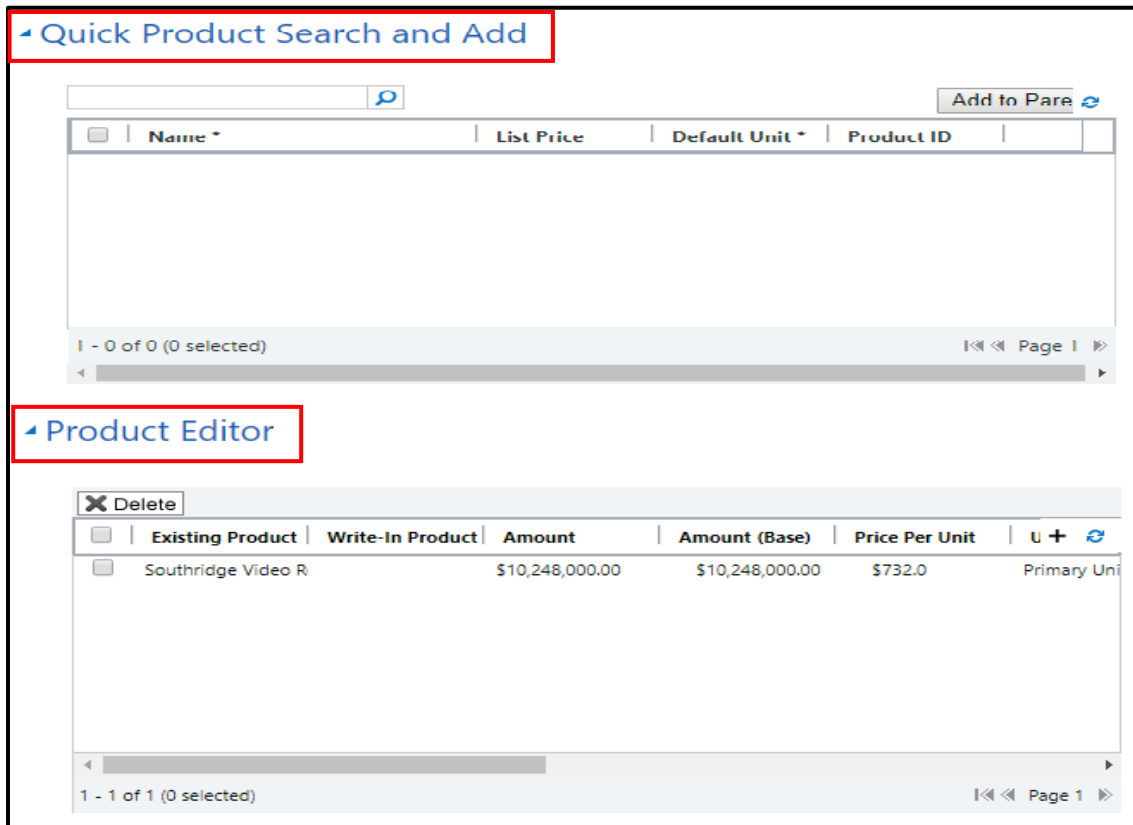 Quick Product Search and Add
Add to Pare
Name * List Price Default Unit * Product ID
1 - 0 of 0 (0 selected) Page 1
Product Editor
Delete
Existing Product Write-In Product Amount Amount (Base) Price Per Unit U +
Southridge Video R $10,248,000.00 $10,248,000.00 $732.0 Primary Uni
1 - 1 of 1 (0 selected) Page 1